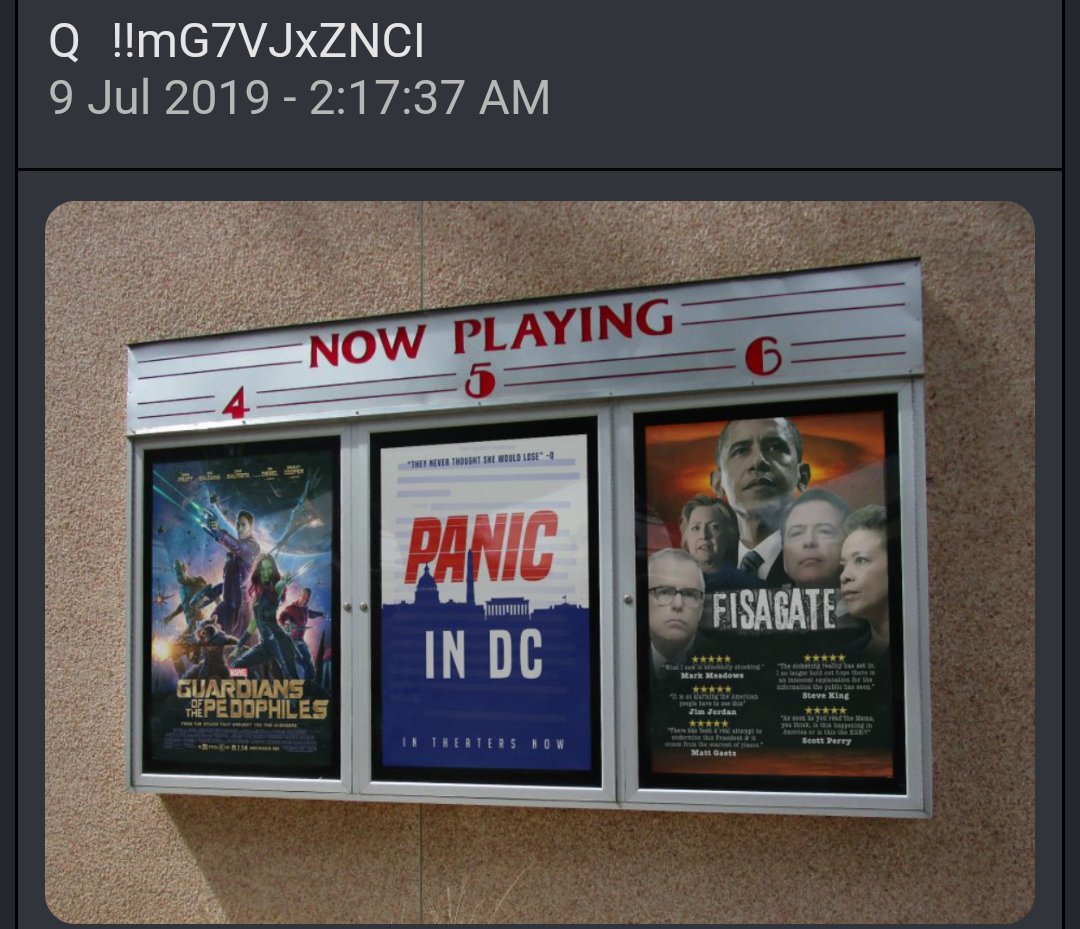 Q !!mG7VJxZNCI
9 Jul 2019 - 2:17:37 AM
NOW PLAYING
4 5 6
PRATT SALDANA BAUTISTA DIESEL COOPER
MARVEL
GUARDIANS
OF THE PEDOPHILES
FROM THE STUDIO THAT BROUGHT YOU THE AVENGERS
"THEY NEVER THOUGHT SHE WOULD LOSE" -Q
PANIC
IN DC
IN THEATERS NOW
FISAGATE
"What I saw is absolutely shocking."
Mark Meadows
"It is so alarming the American
people have to see this"
Jim Jordan
"There has been a real attempt to
undermine this President & it
comes from the scariest of places."
Matt Gaetz
"The sickening reality has set in.
I no longer hold out hope there is
an innocent explanation for the
information the public has seen."
Steve King
"As soon as you read the Memo,
you think, is this happening in
America or is this the KGB?"
Scott Perry